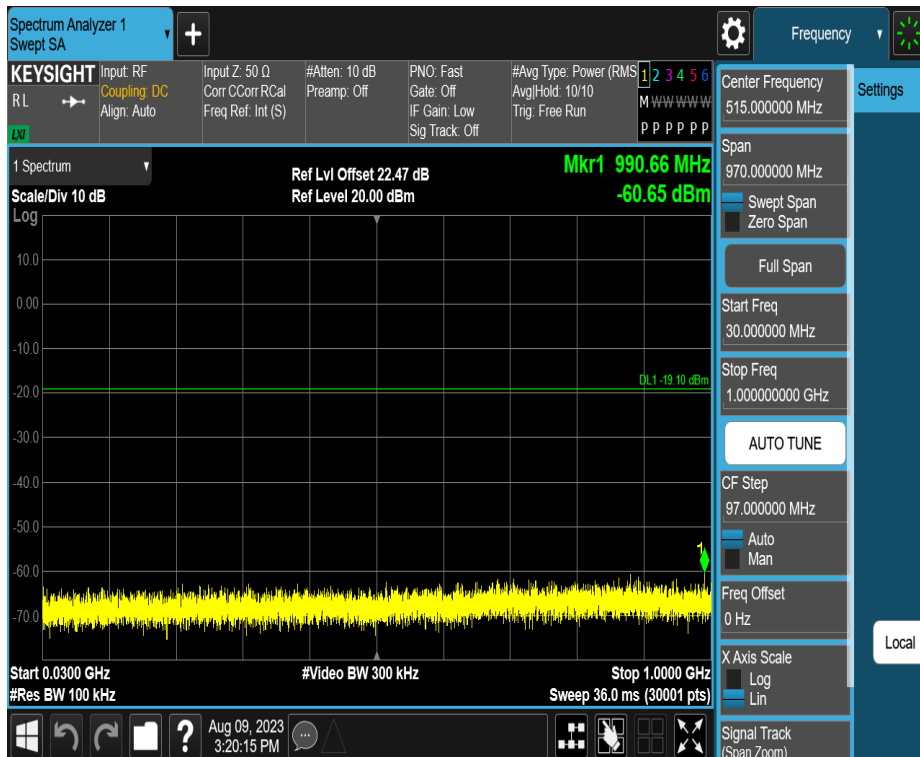 Spectrum Analyzer 1
Swept SA
+
Frequency
KEYSIGHT
R L
LXI
Input: RF
Coupling: DC
Align: Auto
Input Z: 50 Ω
Corr CCorr RCal
Freq Ref: Int (S)
#Atten: 10 dB
Preamp: Off
PNO: Fast
Gate: Off
IF Gain: Low
Sig Track: Off
#Avg Type: Power (RMS
Avg|Hold: 10/10
Trig: Free Run
1 2 3 4 5 6
M W W W W W
P P P P P P
1 Spectrum
Scale/Div 10 dB
Log
Ref Lvl Offset 22.47 dB
Ref Level 20.00 dBm
Mkr1 990.66 MHz
-60.65 dBm
10.0
0.00
-10.0
-20.0
-30.0
-40.0
-50.0
-60.0
-70.0
DL1 -19.10 dBm
1
Start 0.0300 GHz
#Res BW 100 kHz
#Video BW 300 kHz
Stop 1.0000 GHz
Sweep 36.0 ms (30001 pts)
?
Aug 09, 2023
3:20:15 PM
Center Frequency
515.000000 MHz
Span
970.000000 MHz
Swept Span
Zero Span
Full Span
Start Freq
30.000000 MHz
Stop Freq
1.000000000 GHz
AUTO TUNE
CF Step
97.000000 MHz
Auto
Man
Freq Offset
0 Hz
X Axis Scale
Log
Lin
Signal Track
(Span Zoom)
Settings
Local